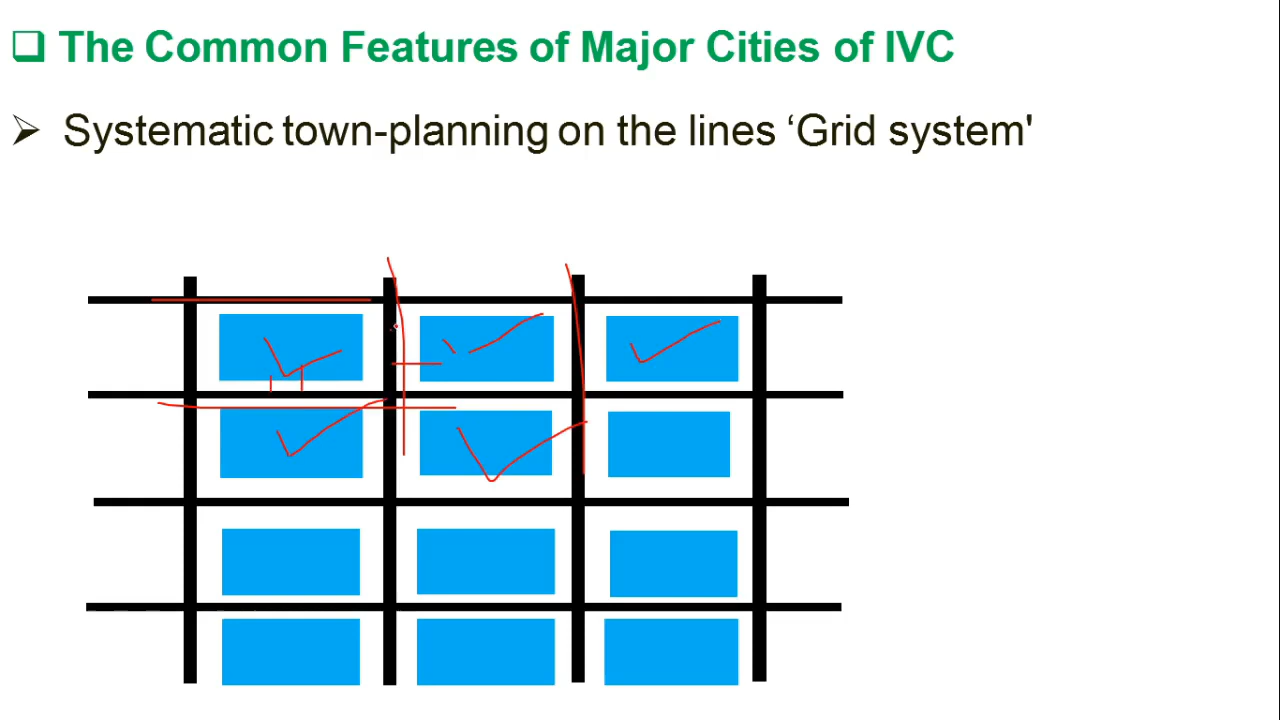 The Common Features of Major Cities of IVC
Systematic town-planning on the lines ‘Grid system'